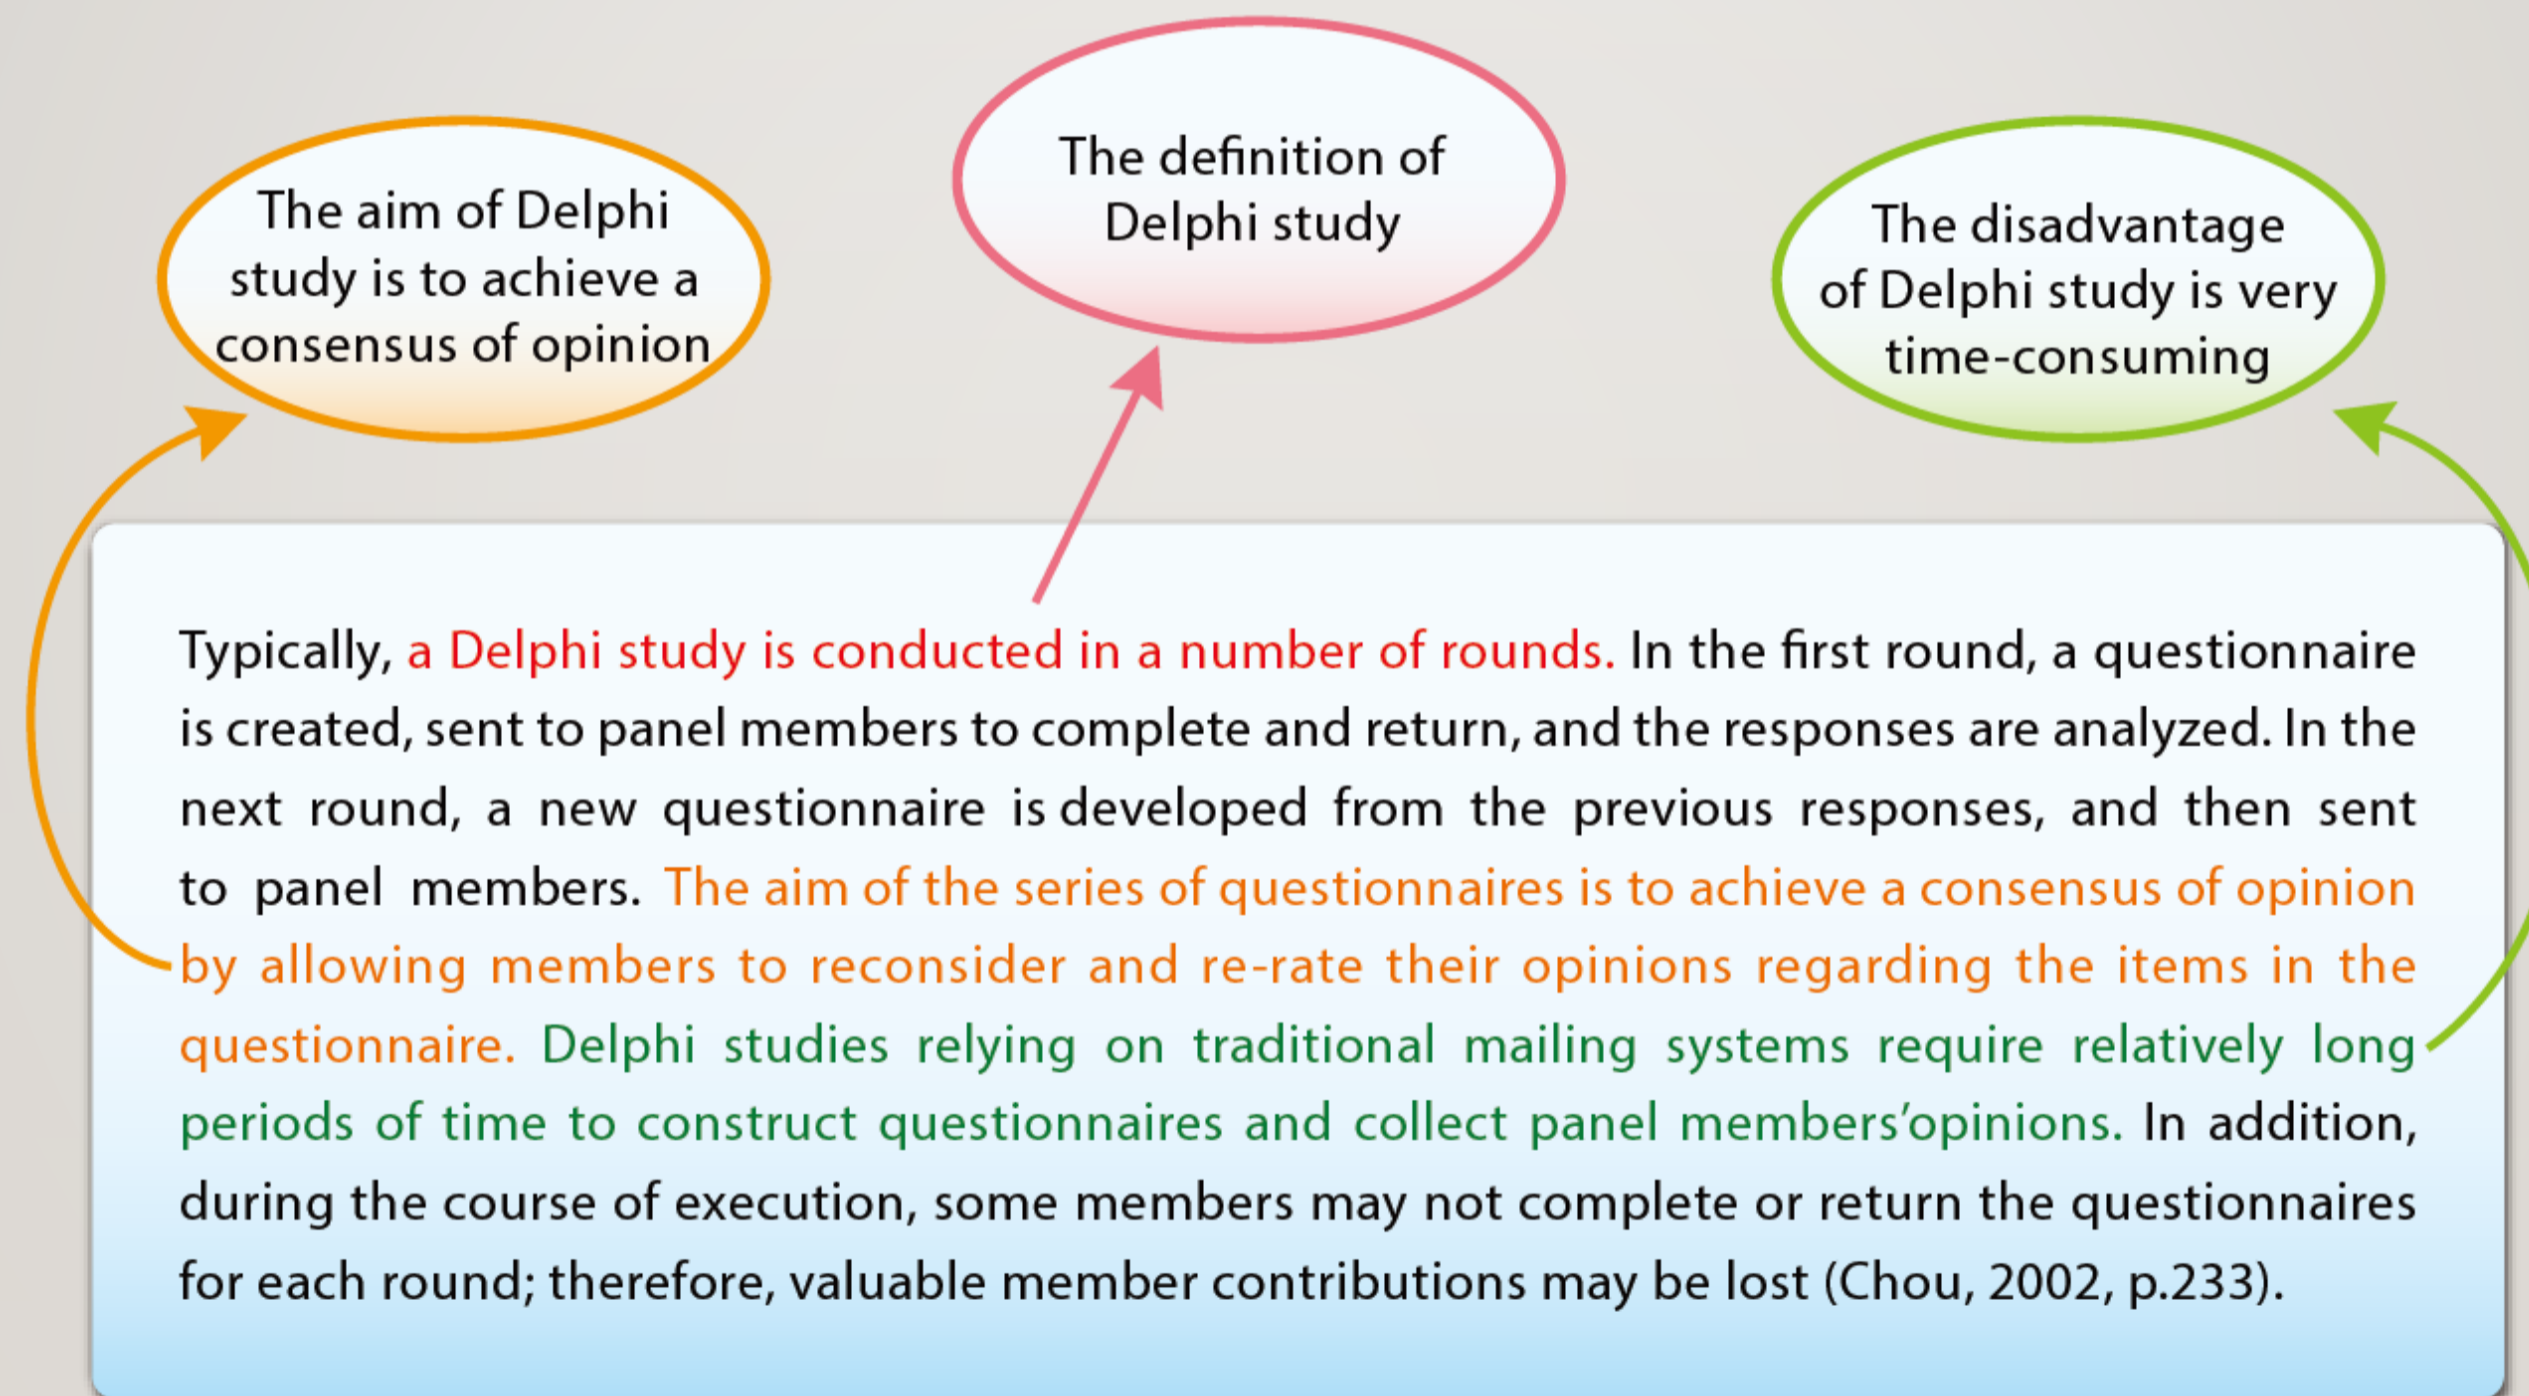 The aim of Delphi
study is to achieve a
consensus of opinion
The definition of
Delphi study
The disadvantage
of Delphi study is very
time-consuming
Typically, a Delphi study is conducted in a number of rounds. In the first round, a questionnaire
is created, sent to panel members to complete and return, and the responses are analyzed. In the
next round, a new questionnaire is developed from the previous responses, and then sent
to panel members. The aim of the series of questionnaires is to achieve a consensus of opinion
by allowing members to reconsider and re-rate their opinions regarding the items in the
questionnaire. Delphi studies relying on traditional mailing systems require relatively long
periods of time to construct questionnaires and collect panel members’opinions. In addition,
during the course of execution, some members may not complete or return the questionnaires
for each round; therefore, valuable member contributions may be lost (Chou, 2002, p.233).